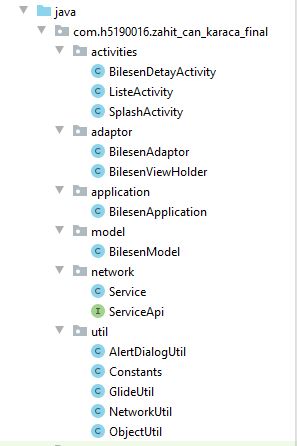 java
com.h5190016.zahit_can_karaca_final
activities
C BilesenDetayActivity
C ListeActivity
C SplashActivity
adaptor
C BilesenAdaptor
C BilesenViewHolder
application
C BilesenApplication
model
C BilesenModel
network
C Service
I ServiceApi
util
C AlertDialogUtil
C Constants
C GlideUtil
C NetworkUtil
C ObjectUtil